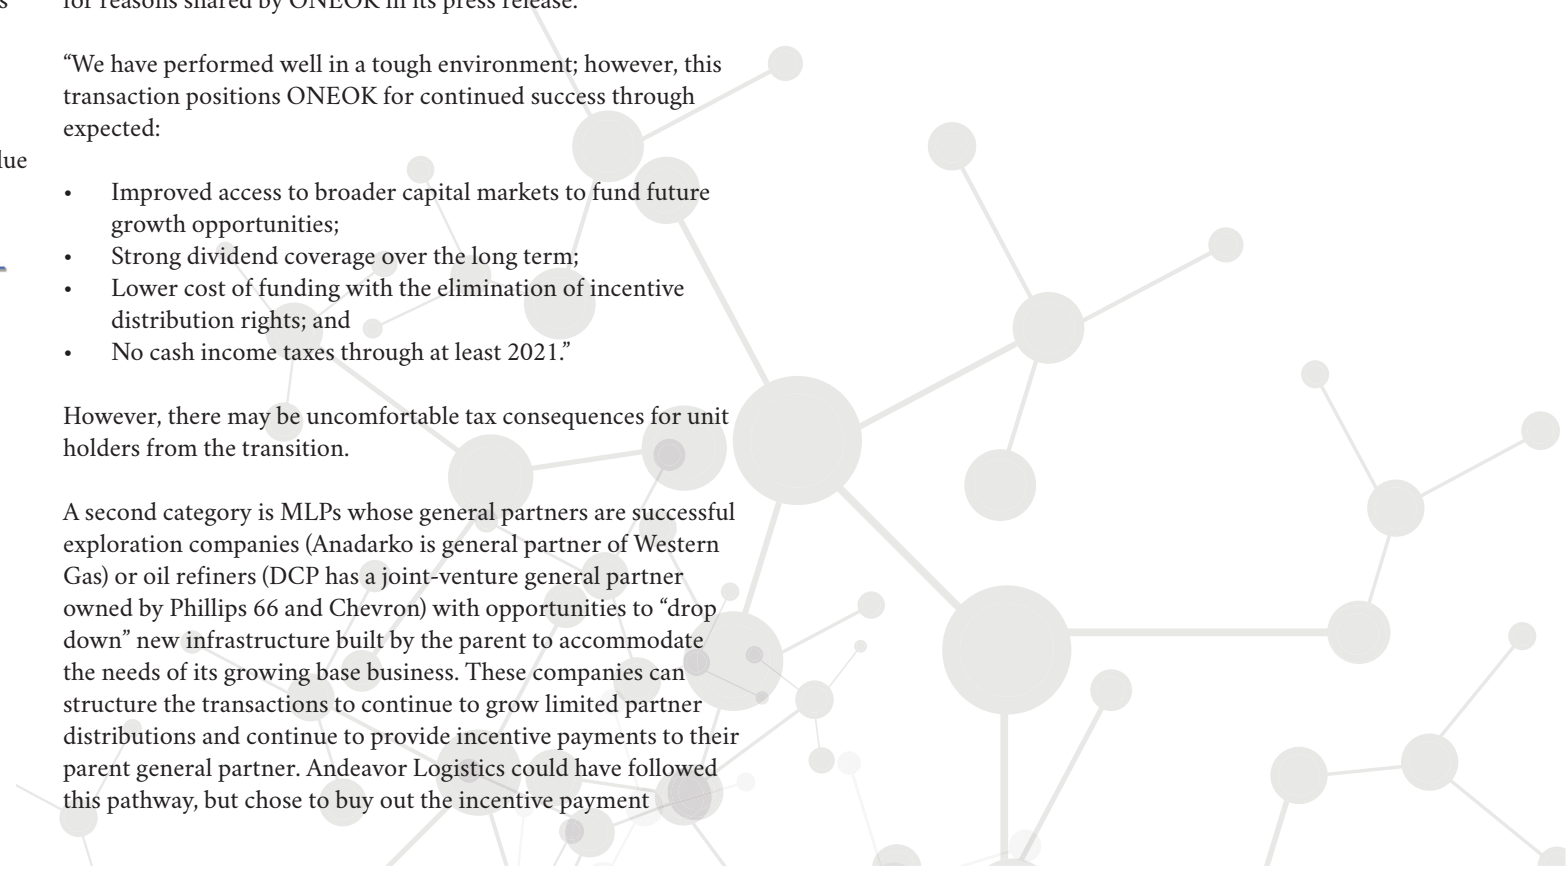 for reasons shared by ONEOK in its press release.
“We have performed well in a tough environment; however, this
transaction positions ONEOK for continued success through
expected:
• Improved access to broader capital markets to fund future
growth opportunities;
• Strong dividend coverage over the long term;
• Lower cost of funding with the elimination of incentive
distribution rights; and
• No cash income taxes through at least 2021.”
However, there may be uncomfortable tax consequences for unit
holders from the transition.
A second category is MLPs whose general partners are successful
exploration companies (Anadarko is general partner of Western
Gas) or oil refiners (DCP has a joint-venture general partner
owned by Phillips 66 and Chevron) with opportunities to “drop
down” new infrastructure built by the parent to accommodate
the needs of its growing base business. These companies can
structure the transactions to continue to grow limited partner
distributions and continue to provide incentive payments to their
parent general partner. Andeavor Logistics could have followed
this pathway, but chose to buy out the incentive payment